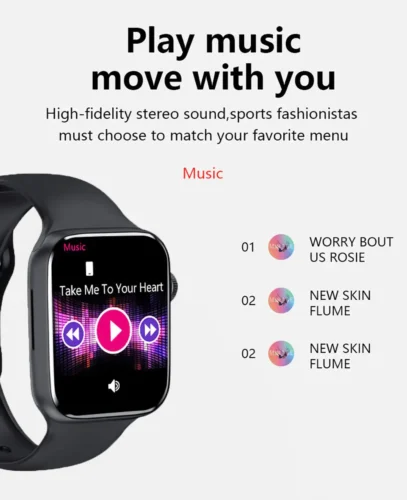 Play music
move with you
High-fidelity stereo sound,sports fashionistas
must choose to match your favorite menu
Music
Music
Take Me To Your Heart
01
WORRY BOUT
US ROSIE
02
NEW SKIN
FLUME
02
NEW SKIN
FLUME